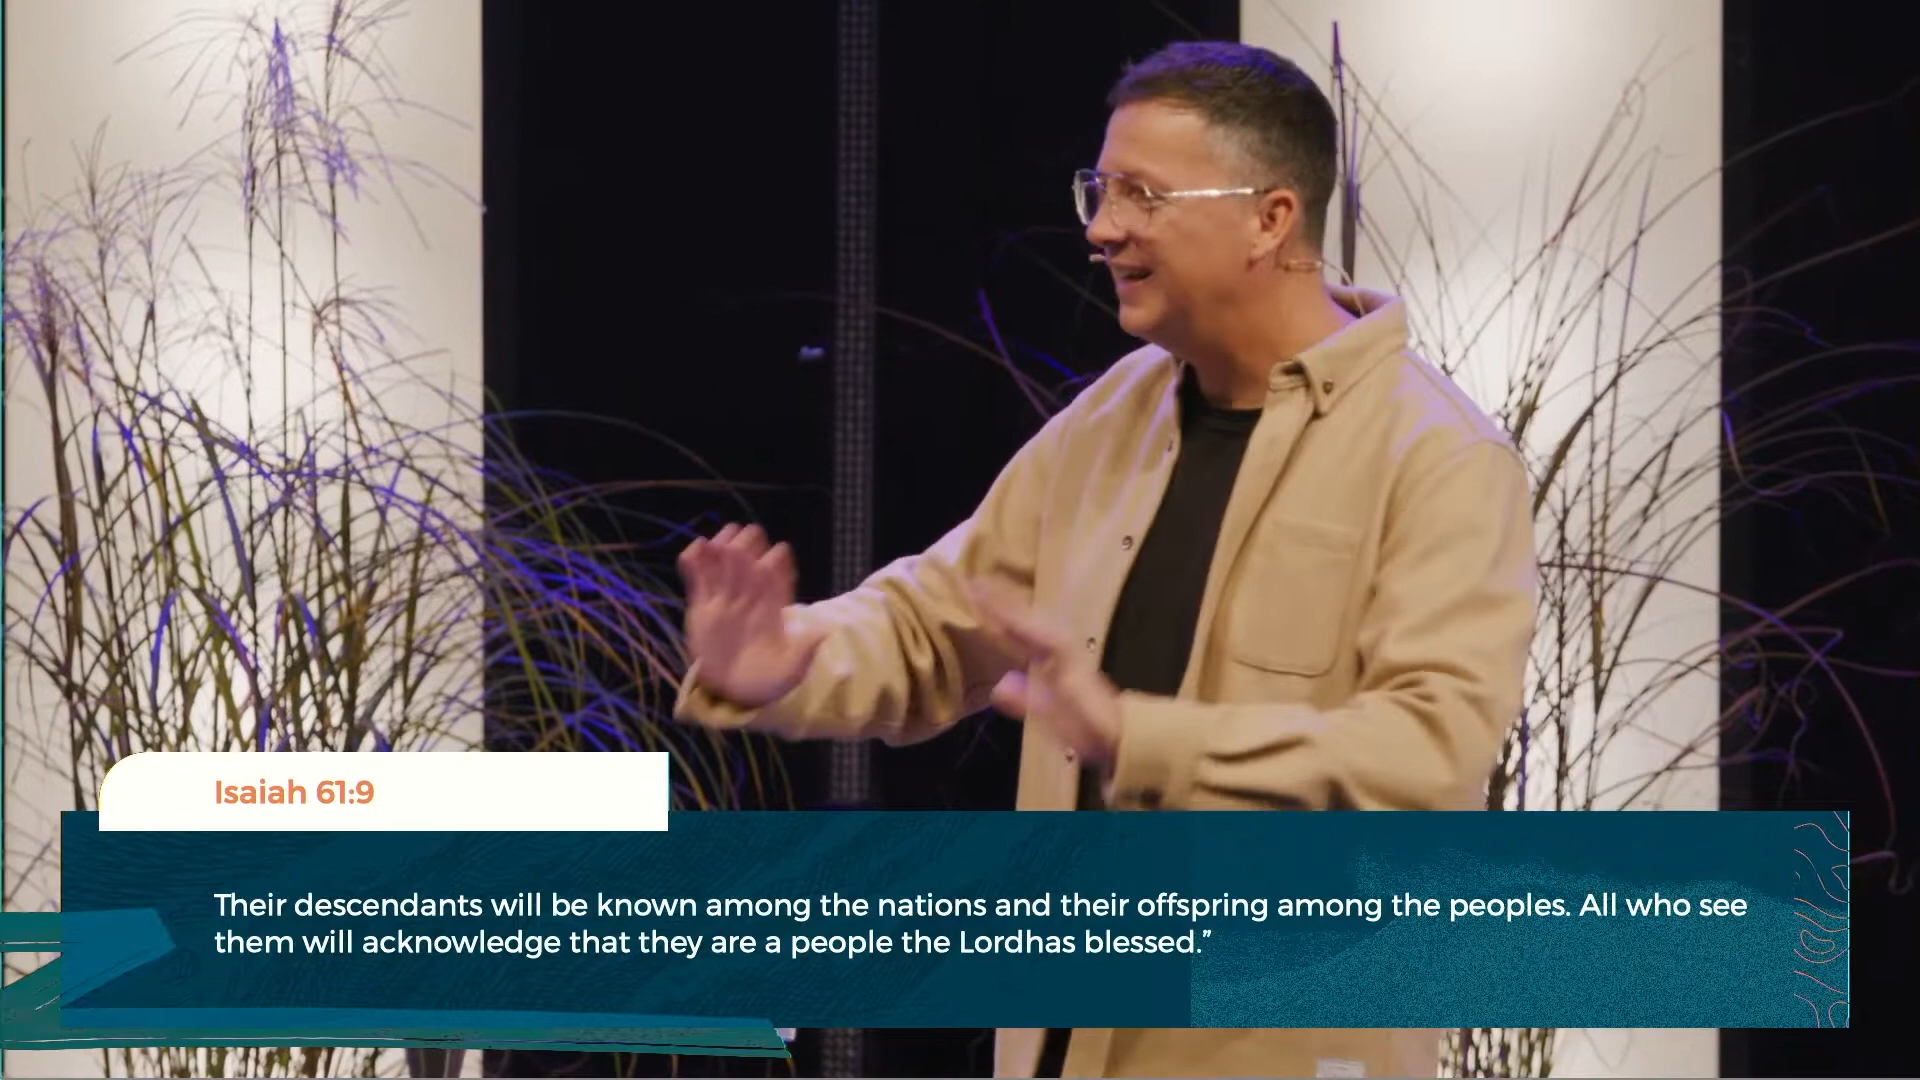 Isaiah 61:9
Their descendants will be known among the nations and their offspring among the peoples. All who see
them will acknowledge that they are a people the Lordhas blessed.”